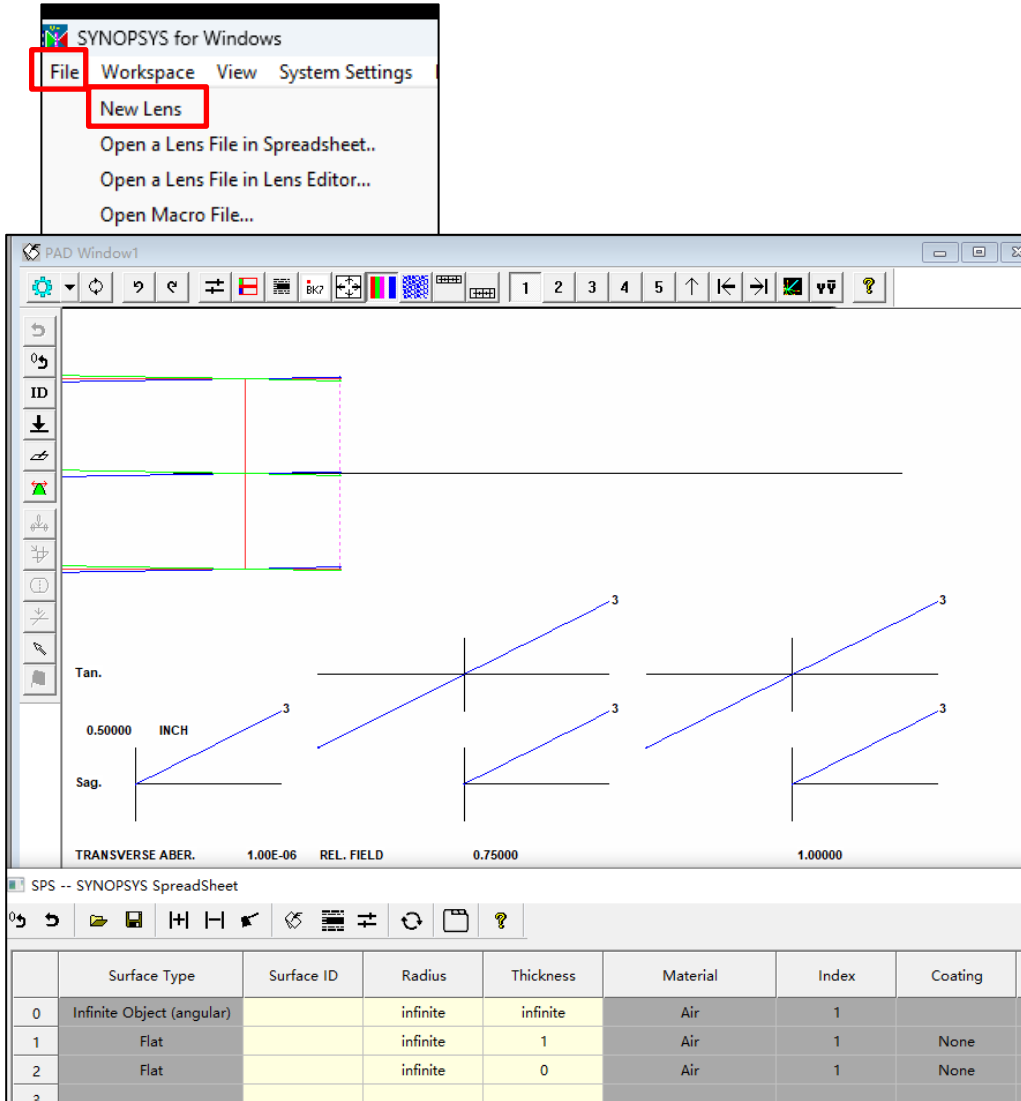 SYNOPSYS for Windows
File Workspace View System Settings
New Lens
Open a Lens File in Spreadsheet..
Open a Lens File in Lens Editor...
Open Macro File...
PAD Window1
BK7 1 2 3 4 5 ?
0
ID
3 3
Tan.
3 3 3
0.50000 INCH
Sag.
TRANSVERSE ABER. 1.00E-06 REL. FIELD 0.75000 1.00000
SPS -- SYNOPSYS SpreadSheet
0 ?
Surface Type Surface ID Radius Thickness Material Index Coating
0 Infinite Object (angular) infinite infinite Air 1
1 Flat infinite 1 Air 1 None
2 Flat infinite 0 Air 1 None
3